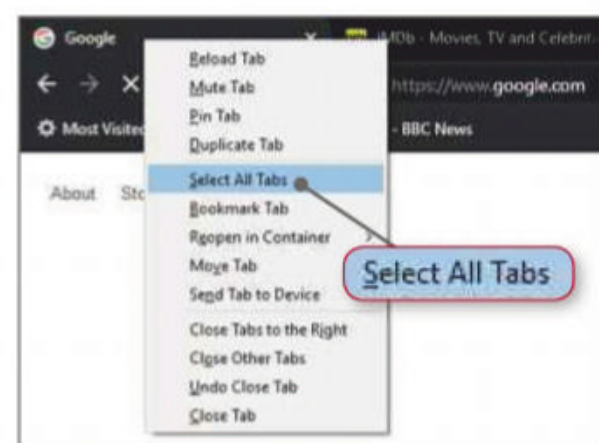 Google
IMDb - Movies, TV and Celebrit
Reload Tab
Mute Tab
https://www.google.com
Pin Tab
Most Visited
- BBC News
Duplicate Tab
Select All Tabs
About
Bookmark Tab
Reopen in Container
Move Tab
Select All Tabs
Send Tab to Device
Close Tabs to the Right
Close Other Tabs
Undo Close Tab
Close Tab